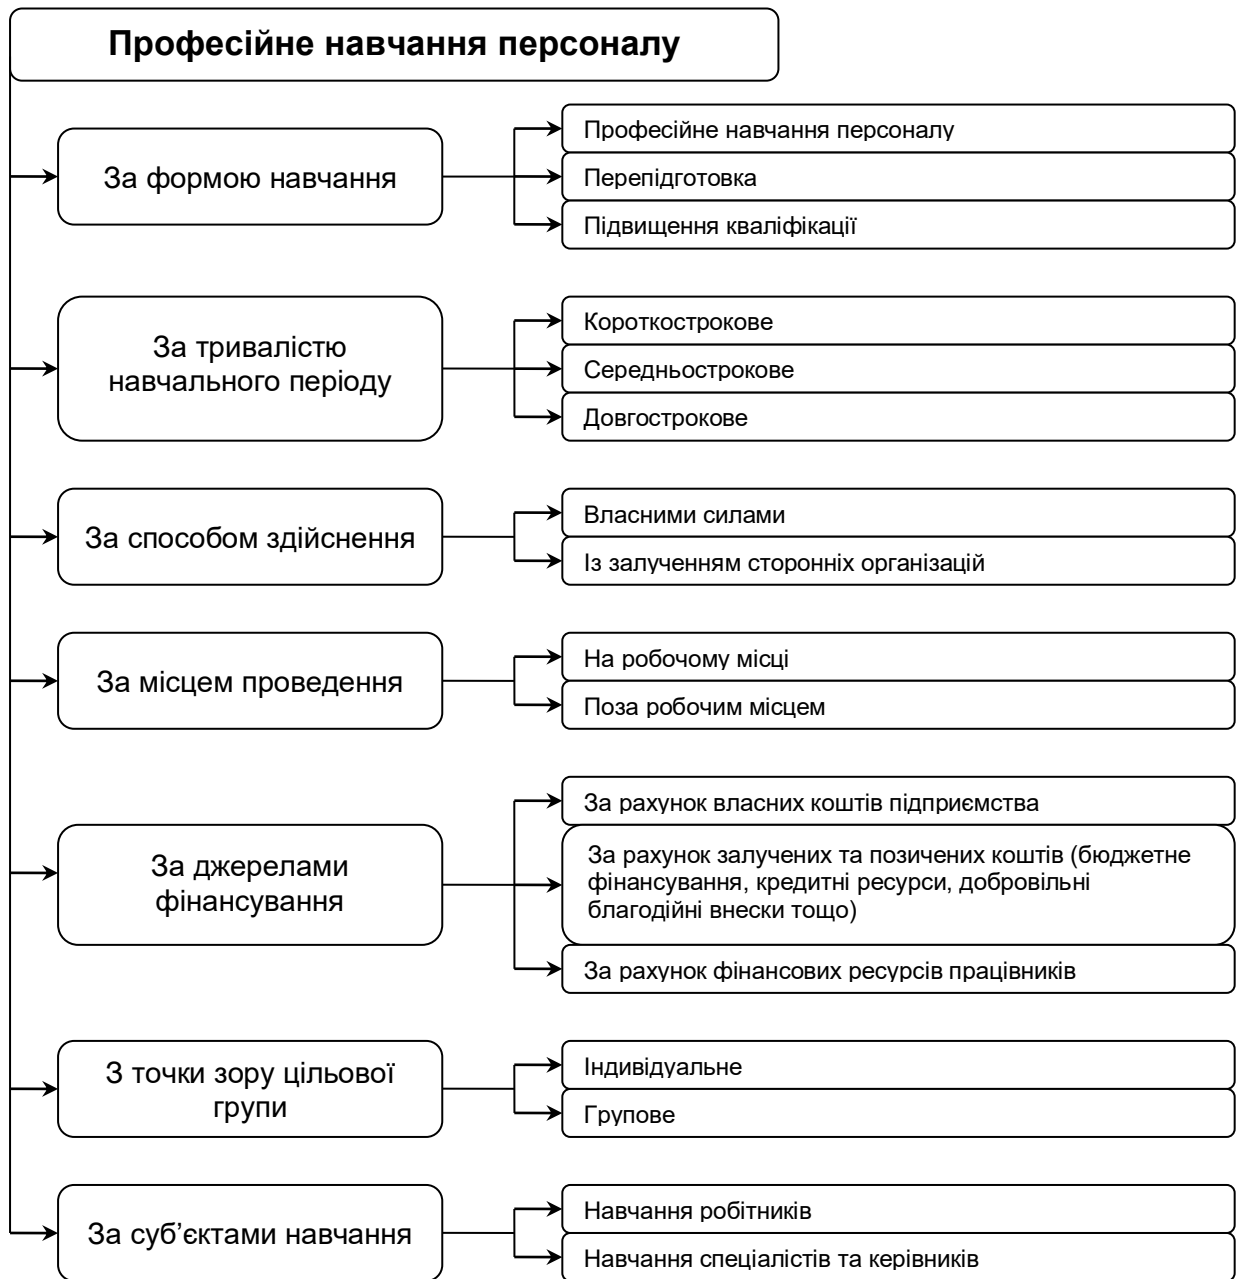 Професійне навчання персоналу
За формою навчання
Професійне навчання персоналу
Перепідготовка
Підвищення кваліфікації
За тривалістю
навчального періоду
Короткострокове
Середньострокове
Довгострокове
За способом здійснення
Власними силами
Із залученням сторонніх організацій
За місцем проведення
На робочому місці
Поза робочим місцем
За джерелами
фінансування
За рахунок власних коштів підприємства
За рахунок залучених та позичених коштів (бюджетне
фінансування, кредитні ресурси, добровільні
благодійні внески тощо)
За рахунок фінансових ресурсів працівників
З точки зору цільової
групи
Індивідуальне
Групове
За суб’єктами навчання
Навчання робітників
Навчання спеціалістів та керівників